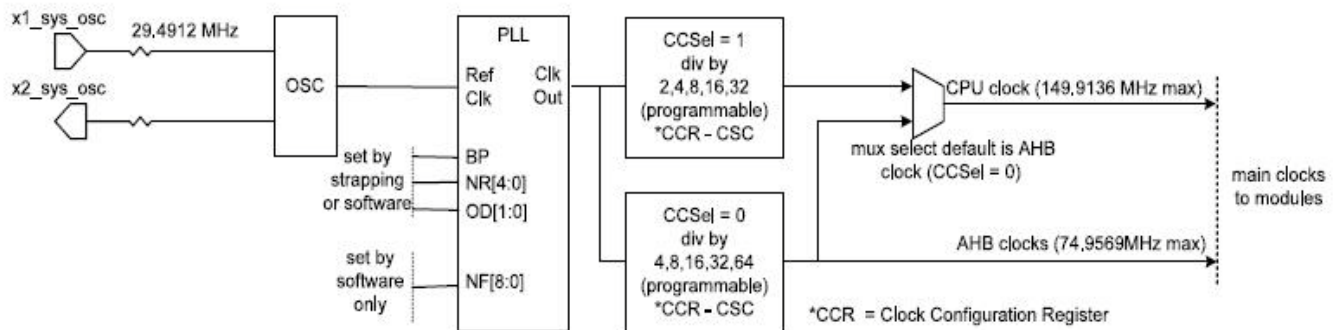 x1_sys_osc
29,4912 MHz
x2_sys_osc
OSC
PLL
Ref Clk
Clk Out
BP
NR[4:0]
OD[1:0]
NF[8:0]
set by
strapping
or software
set by
software
only
CCSel = 1
div by
2,4,8,16,32
(programmable)
*CCR - CSC
CCSel = 0
div by
4,8,16,32,64
(programmable)
*CCR - CSC
CPU clock (149,9136 MHz max)
mux select default is AHB
clock (CCSel = 0)
main clocks
to modules
AHB clocks (74,9569MHz max)
*CCR = Clock Configuration Register